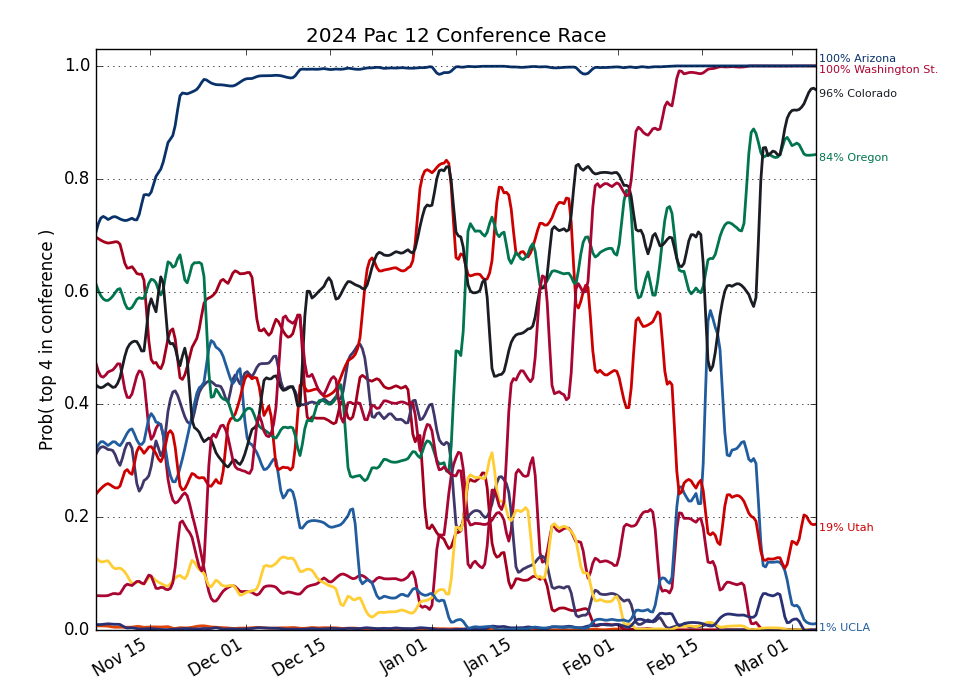 2024 Pac 12 Conference Race
Prob( top 4 in conference )
1.0
0.8
0.6
0.4
0.2
0.0
Nov 15
Dec 01
Dec 15
Jan 01
Jan 15
Feb 01
Feb 15
Mar 01
100% Arizona
100% Washington St.
96% Colorado
84% Oregon
19% Utah
1% UCLA